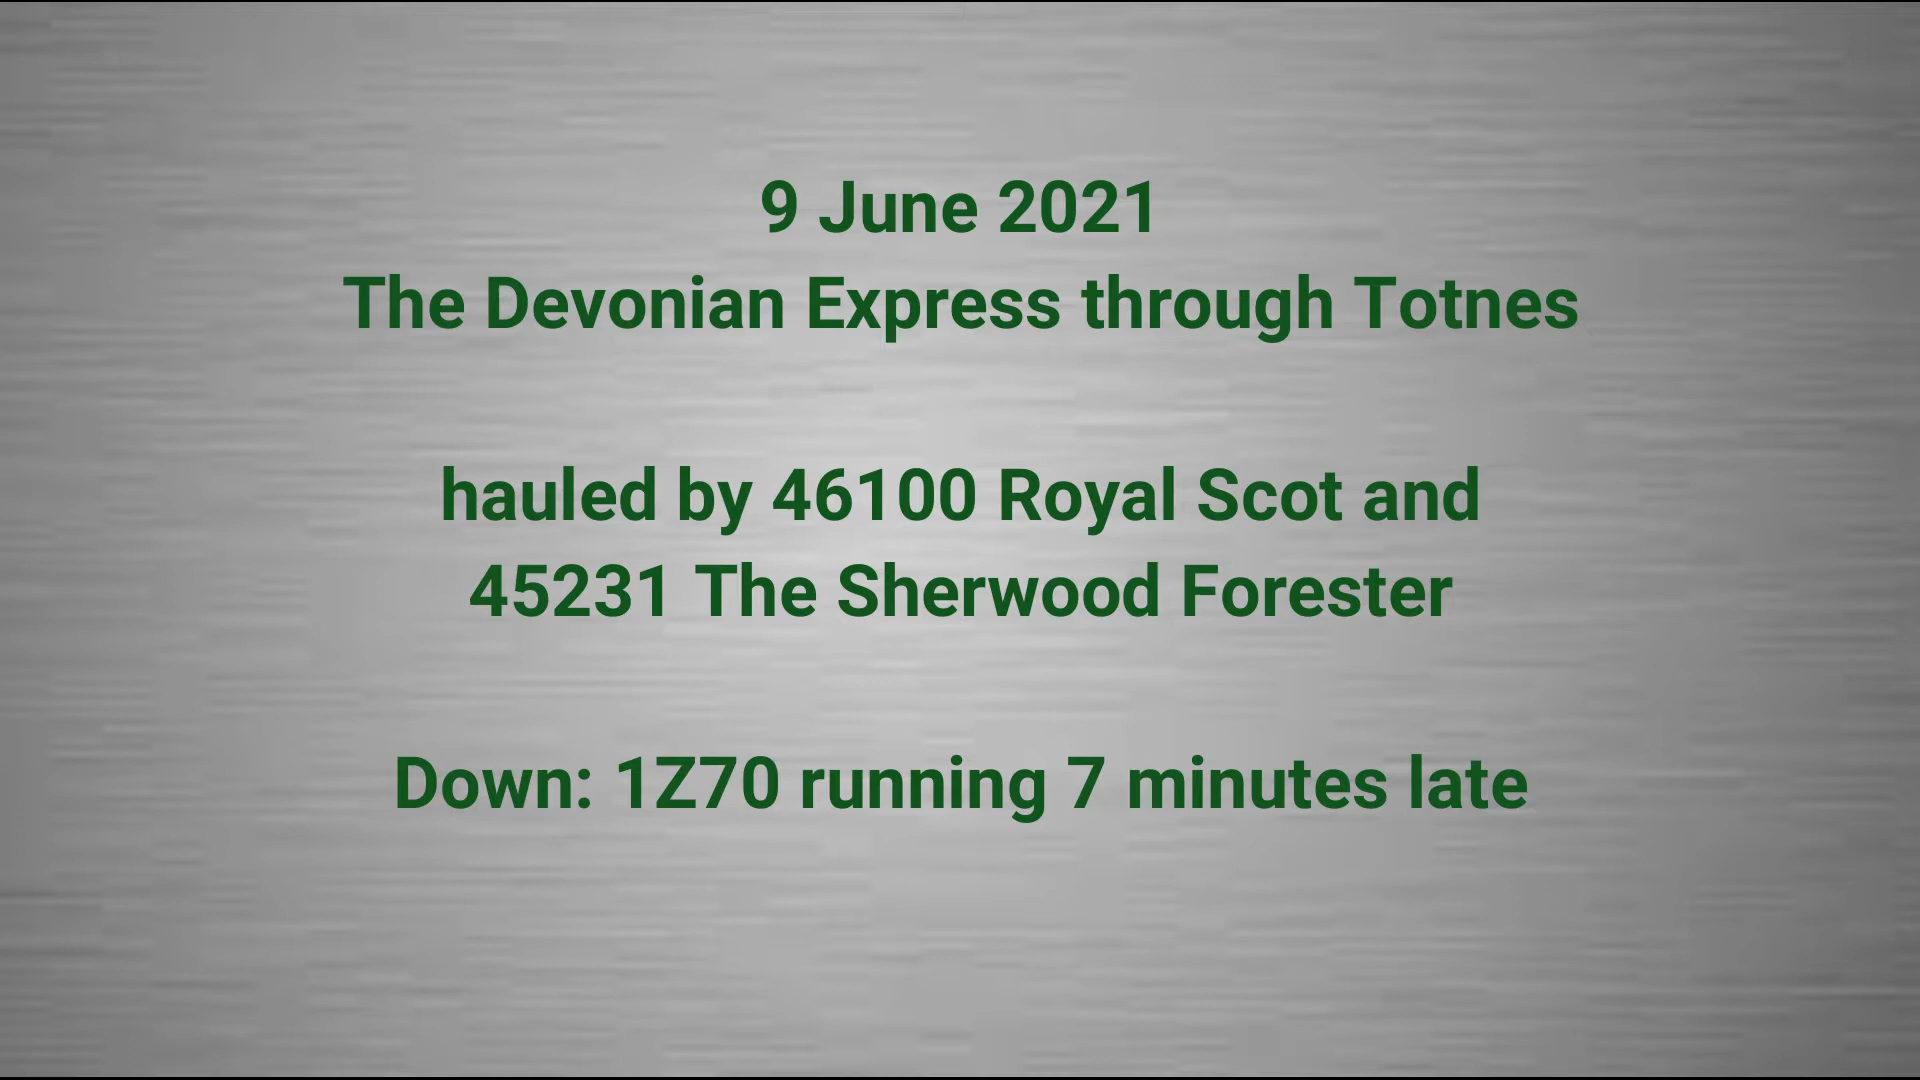 9 June 2021
The Devonian Express through Totnes
hauled by 46100 Royal Scot and
45231 The Sherwood Forester
Down: 1Z70 running 7 minutes late